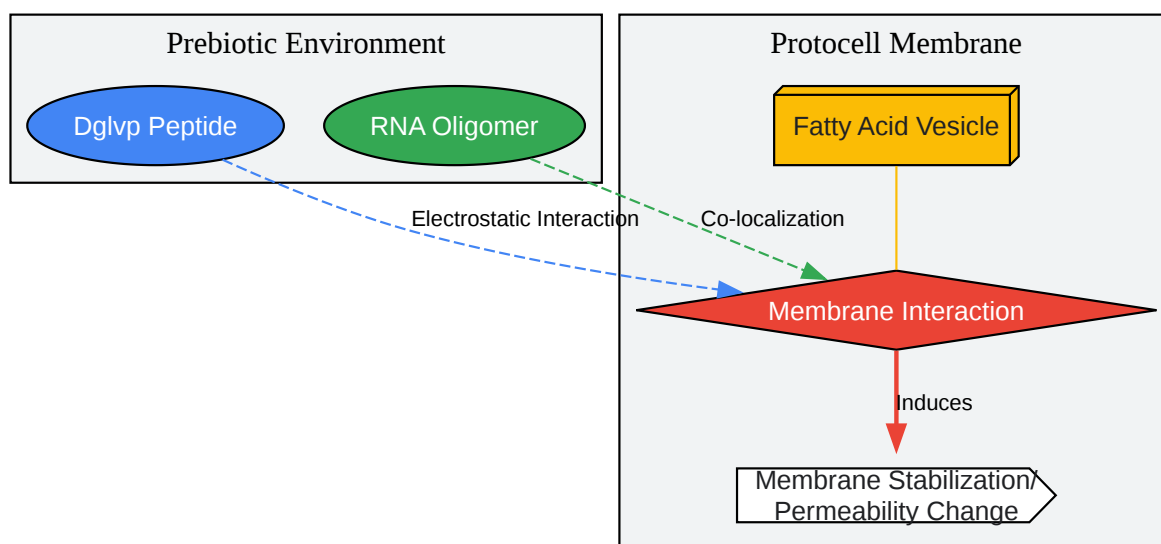 Prebiotic Environment
Protocell Membrane
Dglvp Peptide
RNA Oligomer
Fatty Acid Vesicle
Electrostatic Interaction
Co-localization
Membrane Interaction
Induces
Membrane Stabilization/
Permeability Change